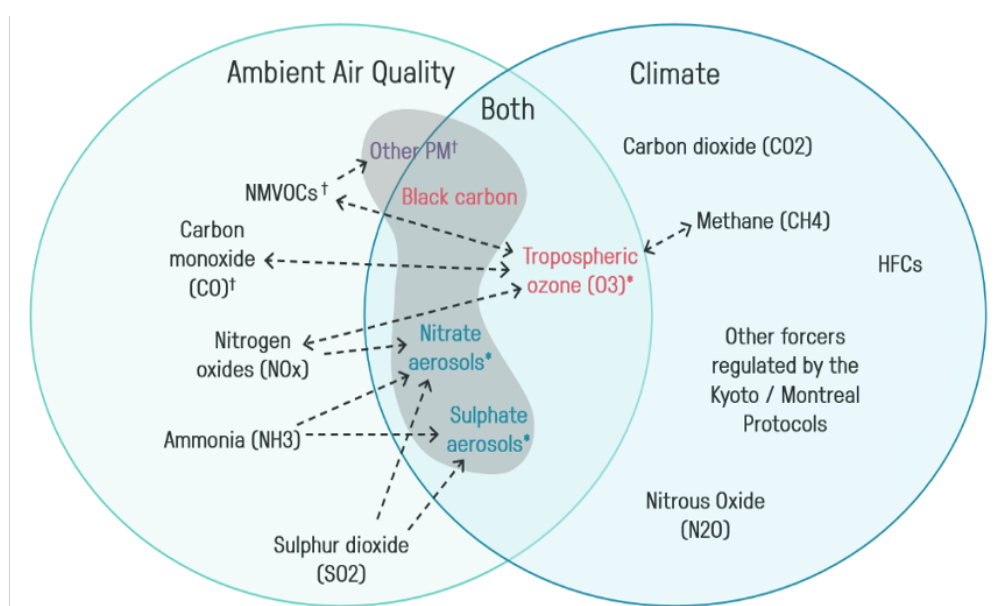 Ambient Air Quality
Climate
Both
Other PM†
Carbon dioxide (CO2)
NMVOCs †
Black carbon
Methane (CH4)
Carbon
monoxide
(CO)†
Tropospheric
ozone (O3)*
HFCs
Nitrogen
oxides (NOx)
Nitrate
aerosols*
Other forcers
regulated by the
Kyoto / Montreal
Protocols
Ammonia (NH3)
Sulphate
aerosols*
Nitrous Oxide
(N2O)
Sulphur dioxide
(SO2)